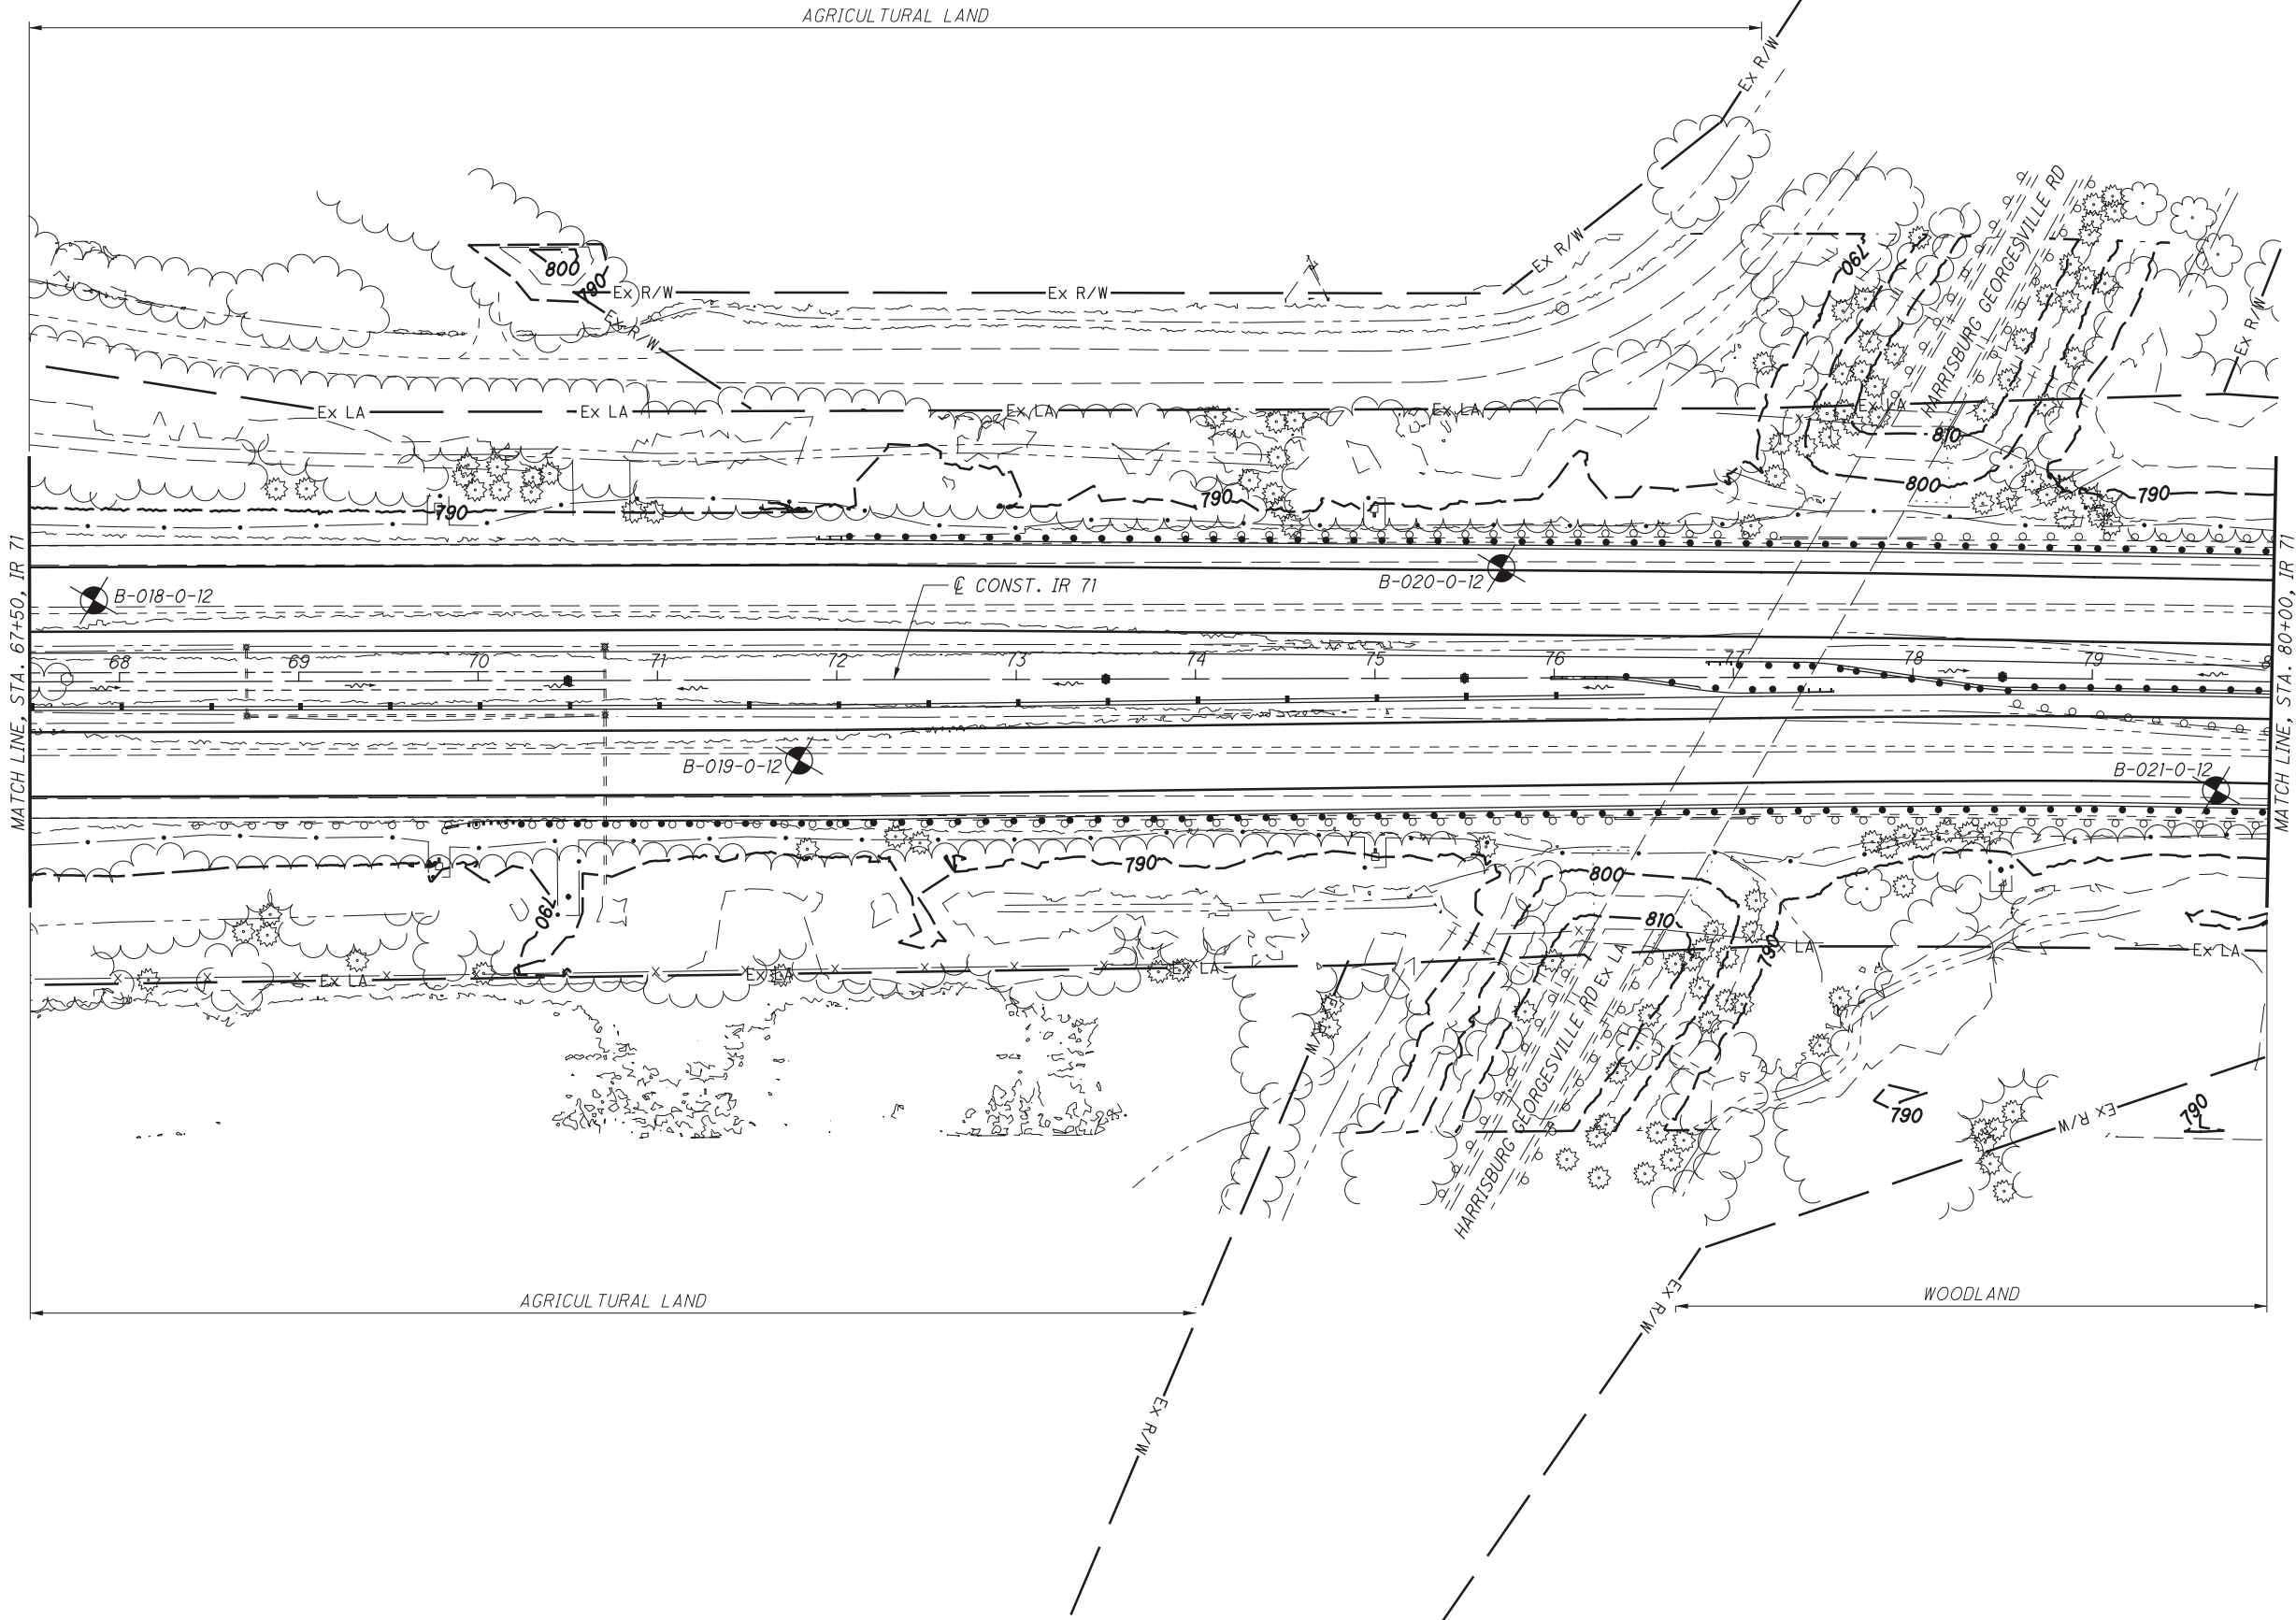 AGRICULTURAL LAND
Ex R/W
HARRISBURG GEORGESVILLE RD
800
790
790
Ex R/W
Ex R/W
Ex R/W
Ex R/W
Ex R/W
Ex LA
Ex LA
Ex LA
Ex LA
Ex LA
810
800
790
790
790
MATCH LINE, STA. 67+50, IR 71
MATCH LINE, STA. 80+00, IR 71
B-018-0-12
℄ CONST. IR 71
B-020-0-12
68
69
70
71
72
73
74
75
76
77
78
79
8
B-019-0-12
B-021-0-12
790
800
790
810
790
Ex LA
Ex LA
Ex LA
Ex LA
x LA
Ex LA
R/W
HARRISBURG GEORGESVILLE RD
790
Ex R/W
790
AGRICULTURAL LAND
WOODLAND
Ex R/W
Ex R/W